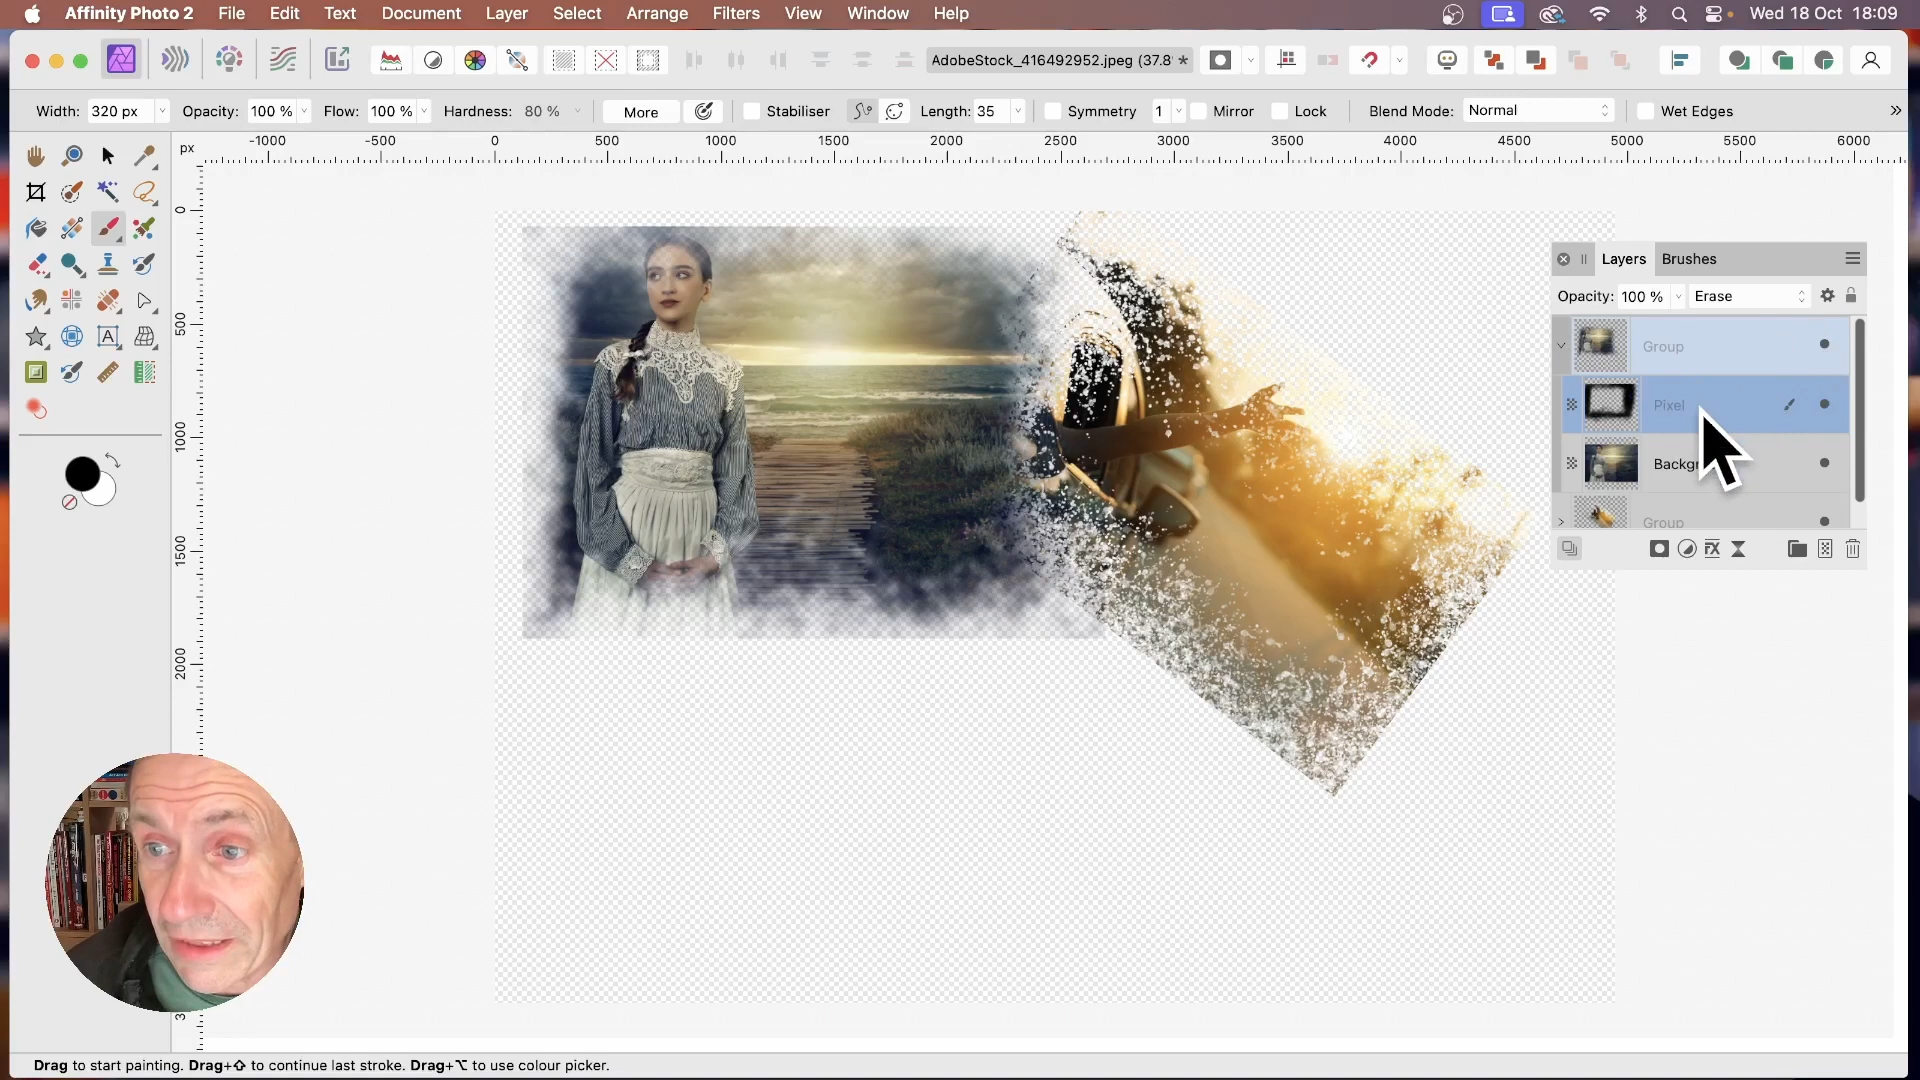 Affinity Photo 2 File Edit Text Document Layer Select Arrange Filters View Window Help Wed 18 Oct 18:09
AdobeStock_416492952.jpeg (37.8' *
Width: 320 px Opacity: 100 % Flow: 100 % Hardness: 80 % More Stabiliser Length: 35 Symmetry 1 Mirror Lock Blend Mode: Normal Wet Edges
px -1000 -500 0 500 1000 1500 2000 2500 3000 3500 4000 4500 5000 5500 6000
0
500
1000
1500
2000
3
Layers Brushes
Opacity: 100 % Erase
Group
Pixel
Backgr
Group
A
FX
Drag to start painting. Drag+⇧ to continue last stroke. Drag+⌥ to use colour picker.